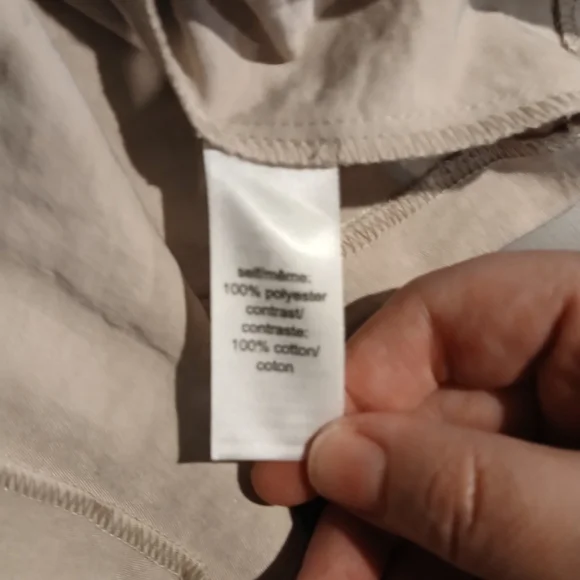 self/même:
100% polyester
contrast/
contraste:
100% cotton/
coton